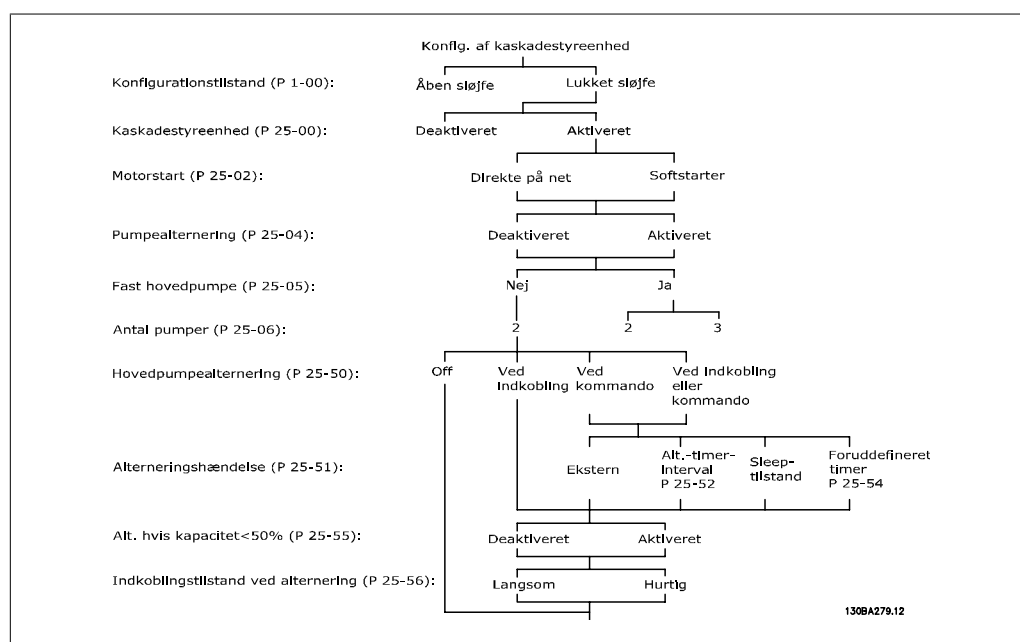 Konfig. af kaskadestyreenhed
Konfigurationstilstand (P 1-00):
Åben sløjfe
Lukket sløjfe
Kaskadestyreenhed (P 25-00):
Deaktiveret
Aktiveret
Motorstart (P 25-02):
Direkte på net
Softstarter
Pumpealternering (P 25-04):
Deaktiveret
Aktiveret
Fast hovedpumpe (P 25-05):
Nej
Ja
Antal pumper (P 25-06):
2
2
3
Hovedpumpealternering (P 25-50):
Off
Ved
indkobling
Ved
kommando
Ved indkobling
eller
kommando
Alterneringshændelse (P 25-51):
Ekstern
Alt.-timer-
interval
P 25-52
Sleep-
tilstand
Foruddefineret
timer
P 25-54
Alt. hvis kapacitet<50% (P 25-55):
Deaktiveret
Aktiveret
Indkoblingstilstand ved alternering (P 25-56):
Langsom
Hurtig
130BA279.12